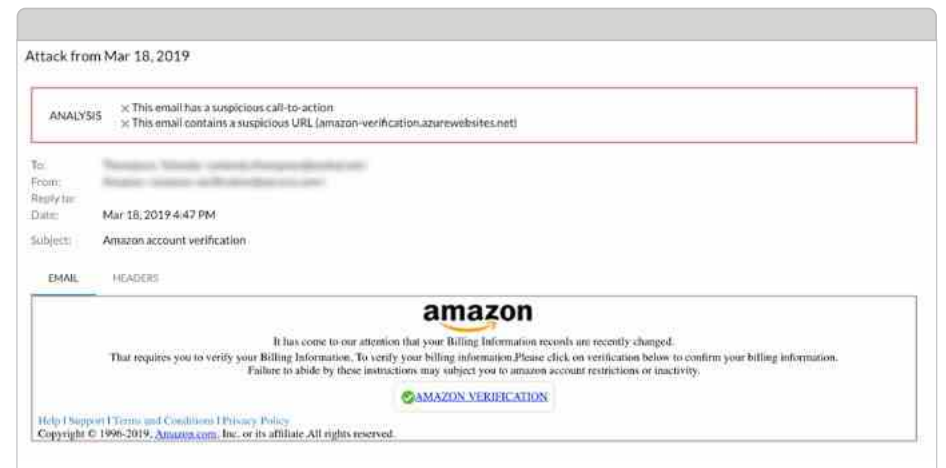 Attack from Mar 18, 2019
ANALYSIS
× This email has a suspicious call-to-action
× This email contains a suspicious URL (amazon-verification.azurewebsites.net)
To:
From:
Reply to:
Date: Mar 18, 2019 4:47 PM
Subject: Amazon account verification
EMAIL HEADERS
amazon
It has come to our attention that your Billing Information records are recently changed.
That requires you to verify your Billing Information. To verify your billing information.Please click on verification below to confirm your billing information.
Failure to abide by these instructions may subject you to amazon account restrictions or inactivity.
AMAZON VERIFICATION
Help I Support I Terms and Conditions I Privacy Policy
Copyright © 1996-2019, Amazon.com, Inc. or its affiliate.All rights reserved.